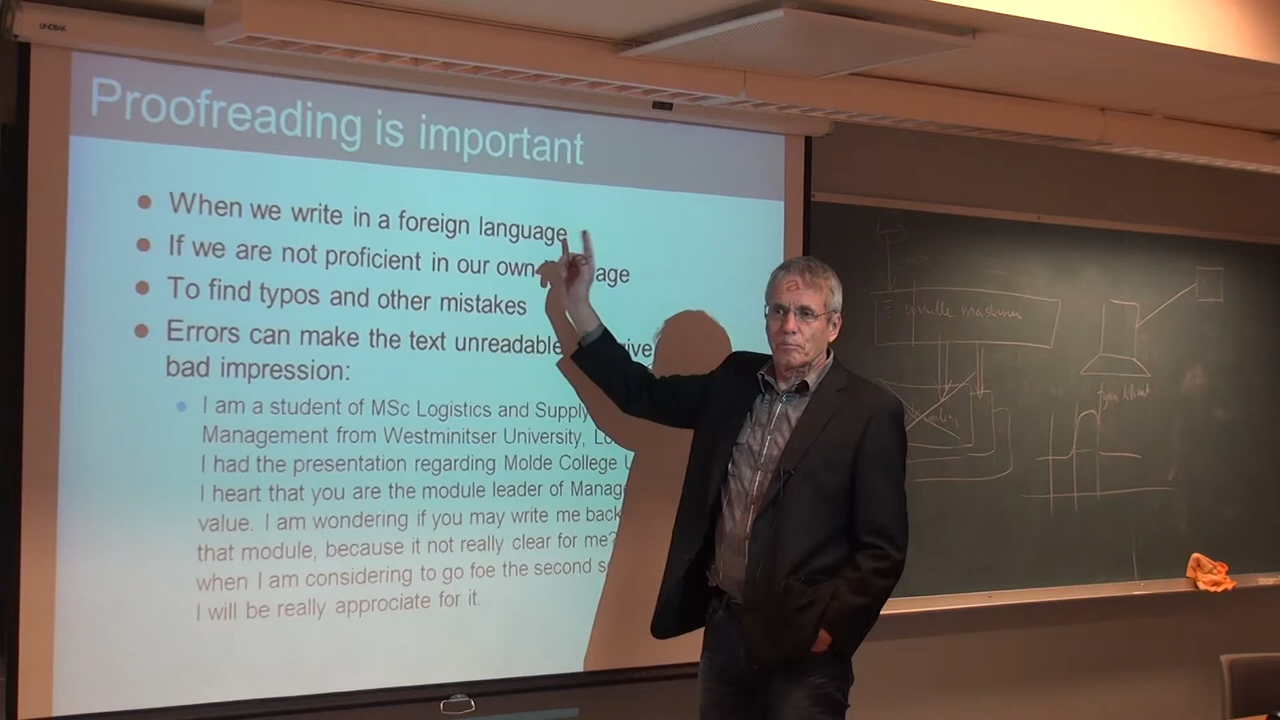 Proofreading is important
When we write in a foreign language
If we are not proficient in our own
To find typos and other mistakes
Errors can make the text unreadable
bad impression:
I am a student of MSc Logistics and Supply
Management from Westminitser University,
I had the presentation regarding Molde College
I heart that you are the module leader of
value. I am wondering if you may write me back
that module, because it not really clear for me?
when I am considering to go foe the second
I will be really approciate for it.